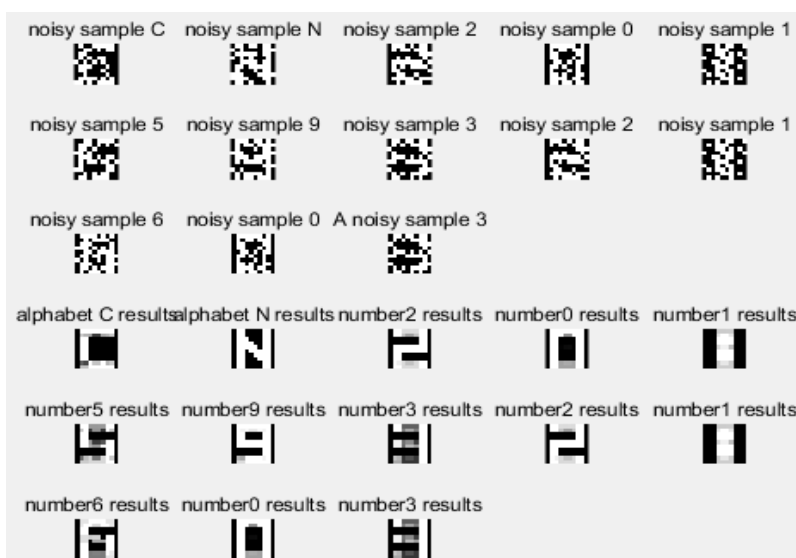 noisy sample C noisy sample N noisy sample 2 noisy sample 0 noisy sample 1
noisy sample 5 noisy sample 9 noisy sample 3 noisy sample 2 noisy sample 1
noisy sample 6 noisy sample 0 A noisy sample 3
alphabet C results alphabet N results number2 results number0 results number1 results
number5 results number9 results number3 results number2 results number1 results
number6 results number0 results number3 results